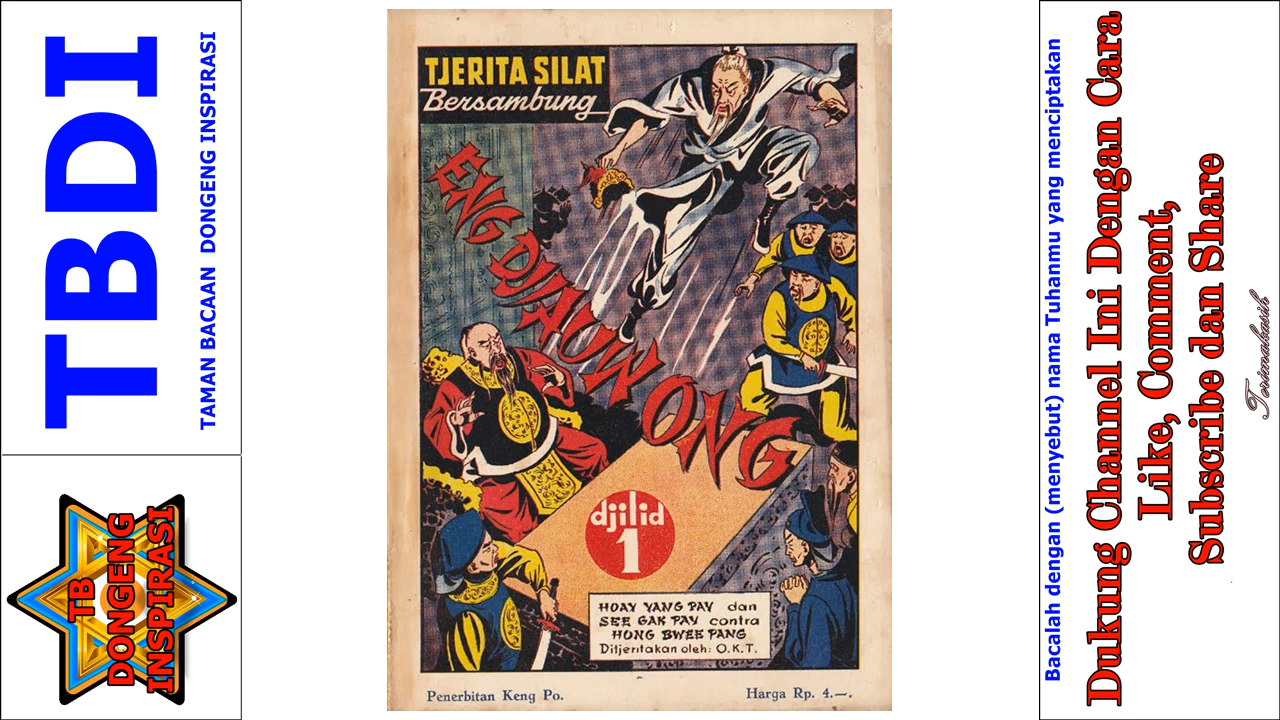 TBDI
TAMAN BACAAN DONGENG INSPIRASI
TB
DONGENG
INSPIRASI
TJERITA SILAT
Bersambung
ENG DJIAUW ONG
djilid
1
HOAY YANG PAY dan
SEE GAK PAY contra
HONG BWEE PANG
Ditjeritakan oleh: O.K.T.
Penerbitan Keng Po.
Harga Rp. 4.—.
Bacalah dengan (menyebut) nama Tuhanmu yang menciptakan
Dukung Channel Ini Dengan Cara
Like, Comment,
Subscribe dan Share
Terimakasih